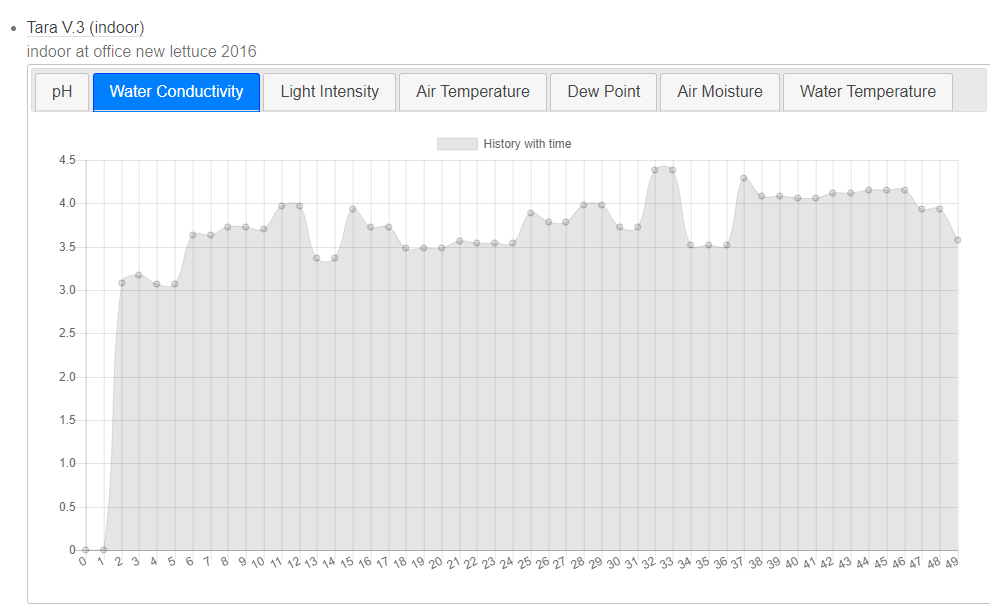 Tara V.3 (indoor)
indoor at office new lettuce 2016
pH Water Conductivity Light Intensity Air Temperature Dew Point Air Moisture Water Temperature
History with time
4.5
4.0
3.5
3.0
2.5
2.0
1.5
1.0
0.5
0
0 1 2 3 4 5 6 7 8 9 10 11 12 13 14 15 16 17 18 19 20 21 22 23 24 25 26 27 28 29 30 31 32 33 34 35 36 37 38 39 40 41 42 43 44 45 46 47 48 49